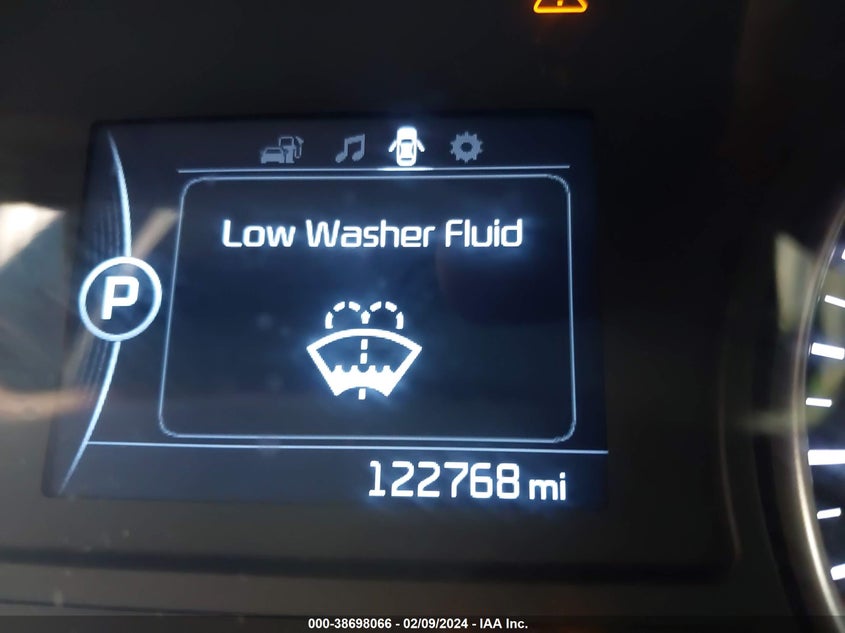 Low Washer Fluid
P
122768 mi
000-38698066 - 02/09/2024 - IAA Inc.